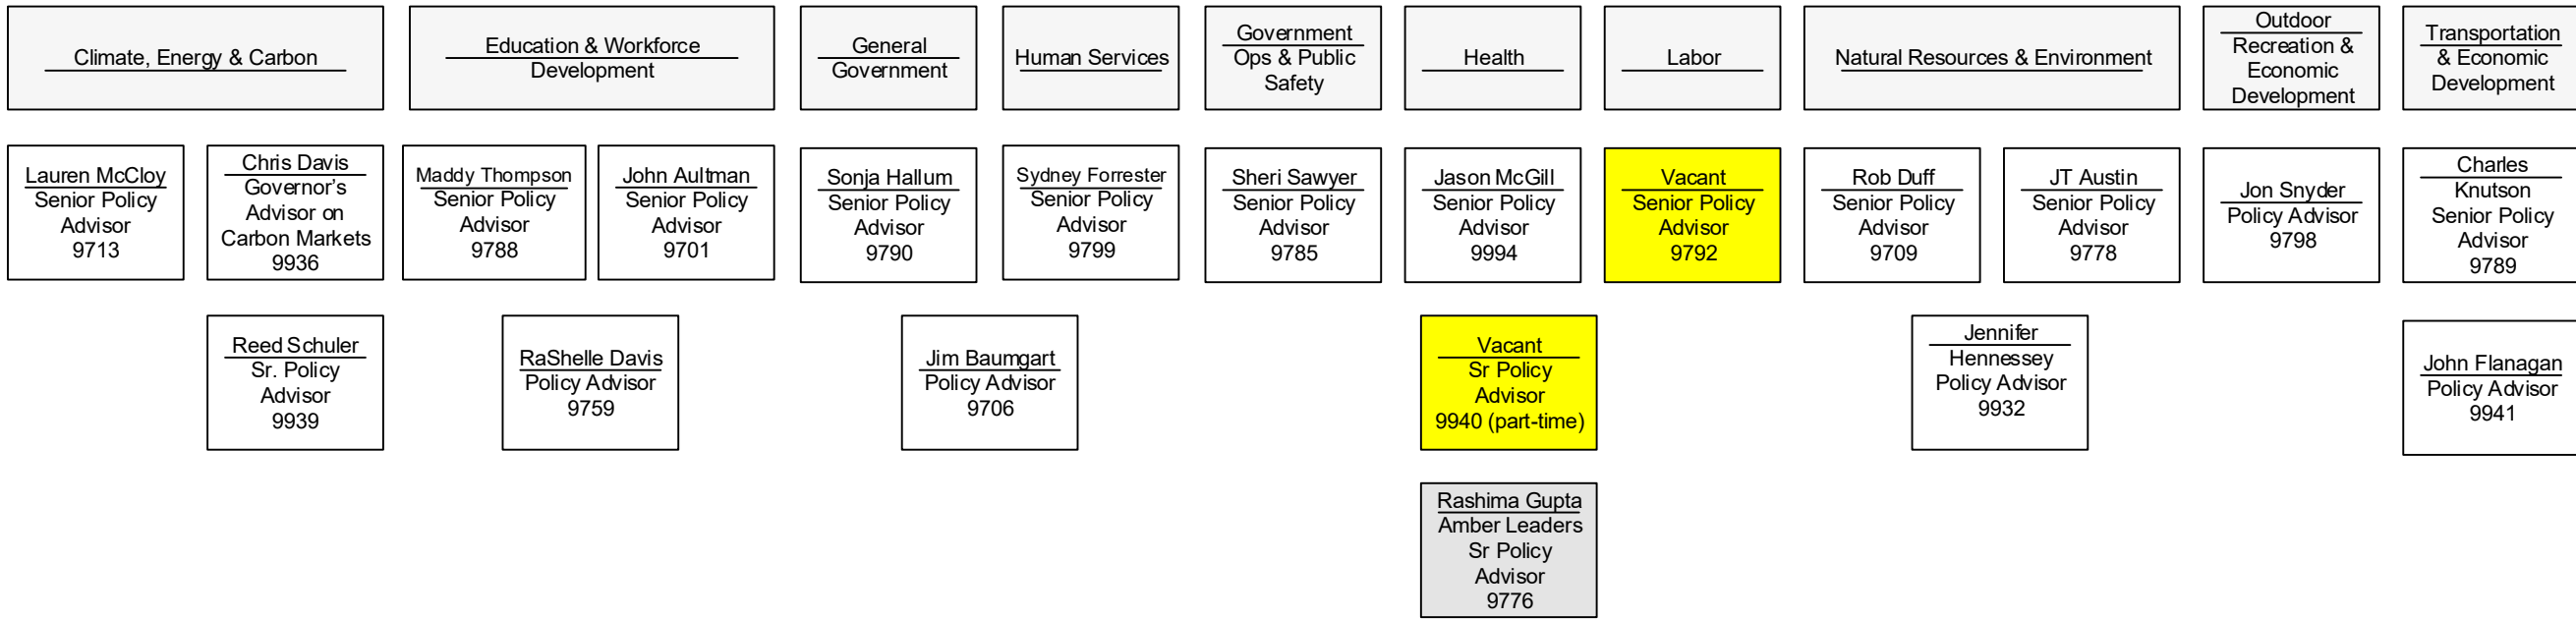 Climate, Energy & Carbon
Education & Workforce
Development
General
Government
Human Services
Government
Ops & Public
Safety
Health
Labor
Natural Resources & Environment
Outdoor
Recreation &
Economic
Development
Transportation
& Economic
Development
Lauren McCloy
Senior Policy
Advisor
9713
Chris Davis
Governor's
Advisor on
Carbon Markets
9936
Maddy Thompson
Senior Policy
Advisor
9788
John Aultman
Senior Policy
Advisor
9701
Sonja Hallum
Senior Policy
Advisor
9790
Sydney Forrester
Senior Policy
Advisor
9799
Sheri Sawyer
Senior Policy
Advisor
9785
Jason McGill
Senior Policy
Advisor
9994
Vacant
Senior Policy
Advisor
9792
Rob Duff
Senior Policy
Advisor
9709
JT Austin
Senior Policy
Advisor
9778
Jon Snyder
Policy Advisor
9798
Charles
Knutson
Senior Policy
Advisor
9789
Reed Schuler
Sr. Policy
Advisor
9939
RaShelle Davis
Policy Advisor
9759
Jim Baumgart
Policy Advisor
9706
Vacant
Sr Policy
Advisor
9940 (part-time)
Jennifer
Hennessey
Policy Advisor
9932
John Flanagan
Policy Advisor
9941
Rashima Gupta
Amber Leaders
Sr Policy
Advisor
9776